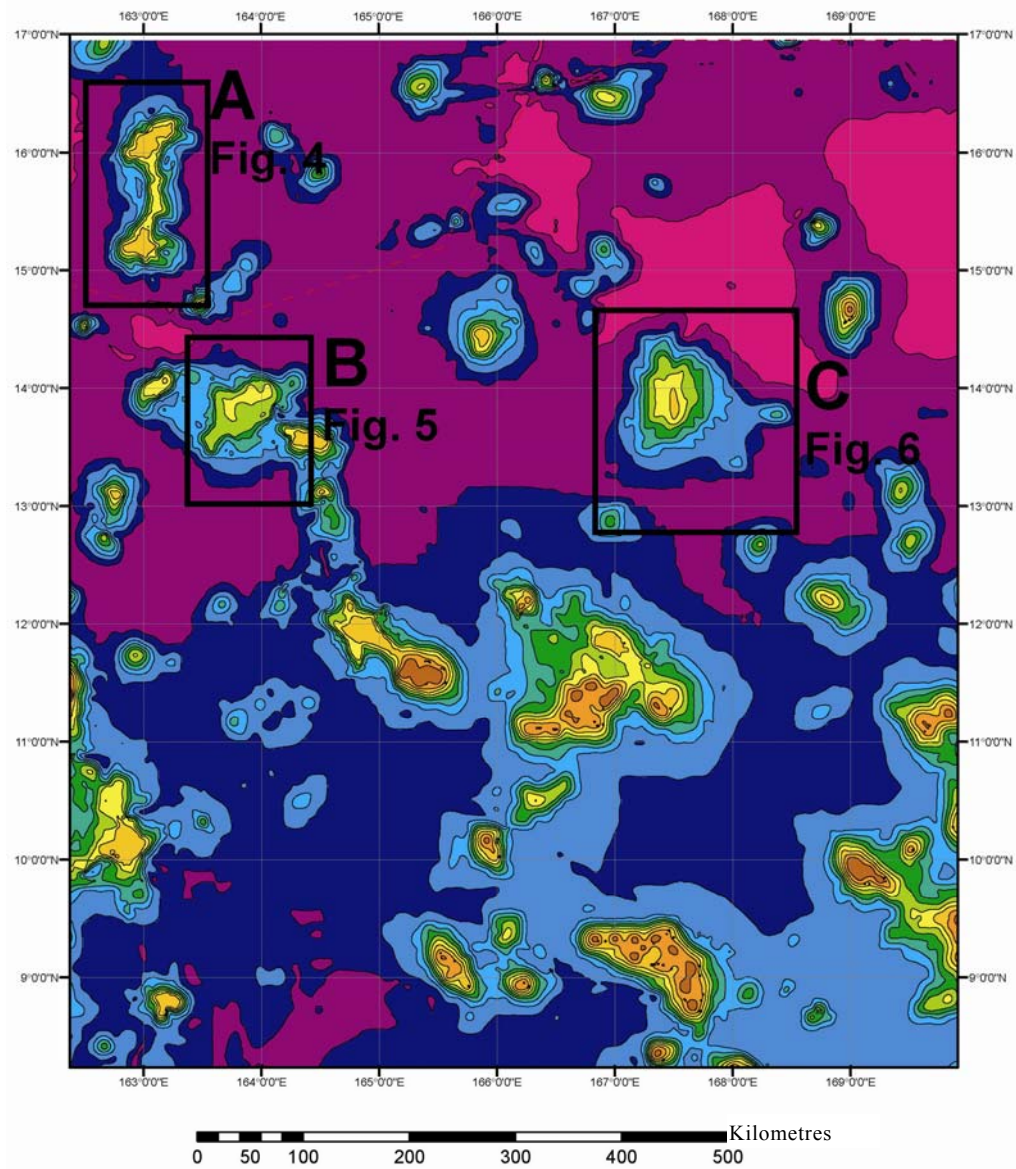 163°0'0"E 164°0'0"E 165°0'0"E 166°0'0"E 167°0'0"E 168°0'0"E 169°0'0"E
17°0'0"N 17°0'0"N
A
Fig. 4
16°0'0"N 16°0'0"N
15°0'0"N 15°0'0"N
B
Fig. 5
C
Fig. 6
14°0'0"N 14°0'0"N
13°0'0"N 13°0'0"N
12°0'0"N 12°0'0"N
11°0'0"N 11°0'0"N
10°0'0"N 10°0'0"N
9°0'0"N 9°0'0"N
163°0'0"E 164°0'0"E 165°0'0"E 166°0'0"E 167°0'0"E 168°0'0"E 169°0'0"E
Kilometres
0 50 100 200 300 400 500